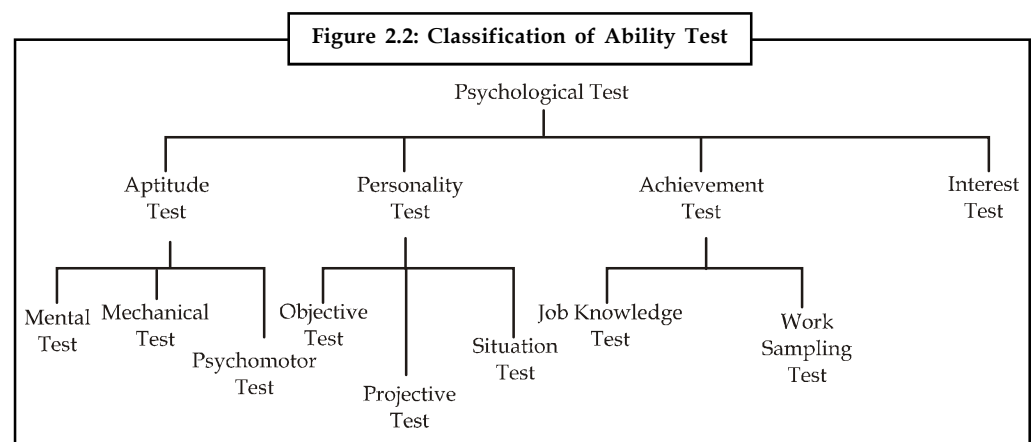 Figure 2.2: Classification of Ability Test
Psychological Test
Aptitude
Test
Personality
Test
Achievement
Test
Interest
Test
Mental
Test
Mechanical
Test
Psychomotor
Test
Objective
Test
Projective
Test
Situation
Test
Job Knowledge
Test
Work
Sampling
Test